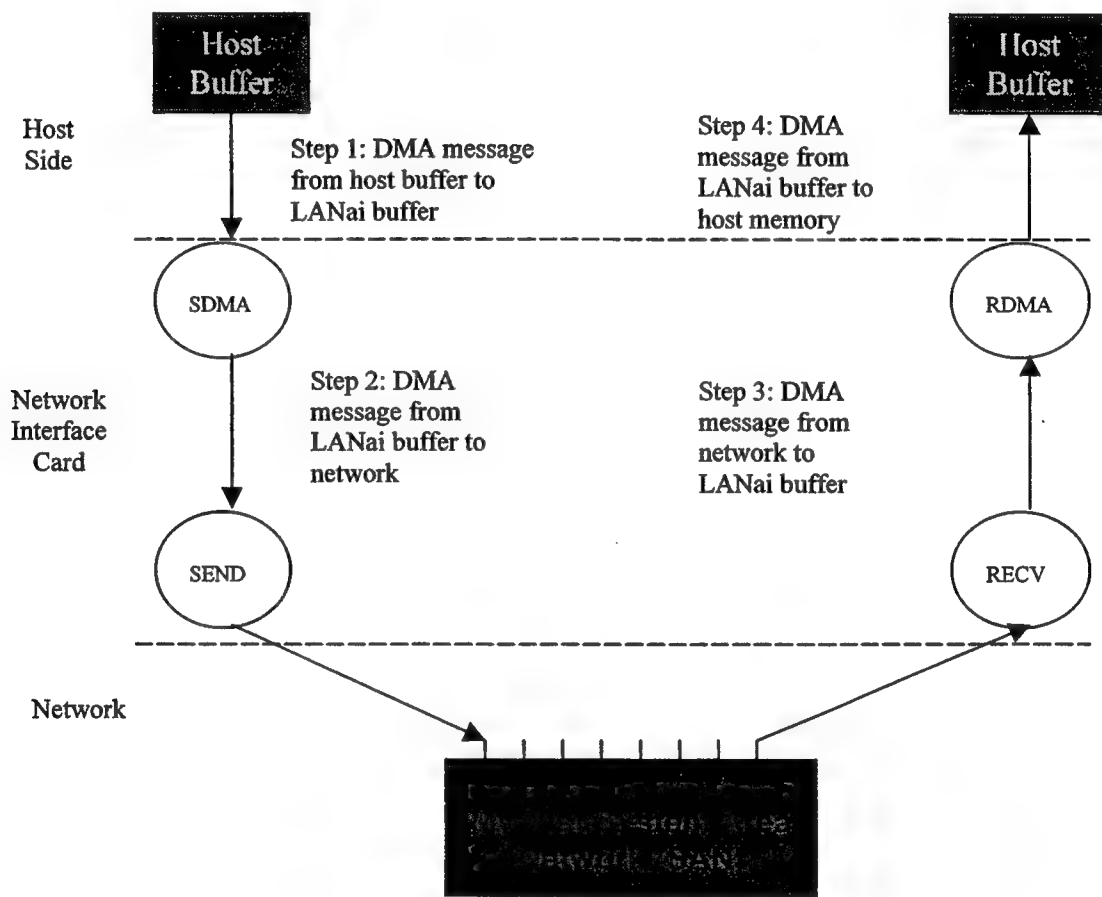 Host
Buffer
Host
Buffer
Host
Side
Step 1: DMA message
from host buffer to
LANai buffer
Step 4: DMA
message from
LANai buffer to
host memory
SDMA
RDMA
Network
Interface
Card
Step 2: DMA
message from
LANai buffer to
network
Step 3: DMA
message from
network to
LANai buffer
SEND
RECV
Network